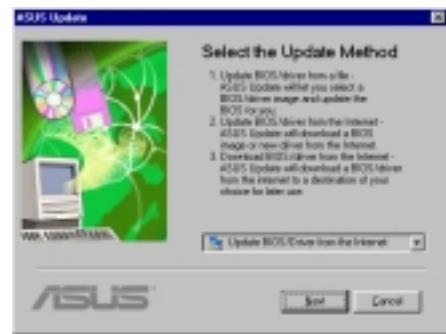 ASUS Update
Select the Update Method
1. Update BIOS/driver from a file -
ASUS Update will let you select a
BIOS/driver image and update the
BIOS for you.
2. Update BIOS/driver from the Internet -
ASUS Update will download a BIOS
image or new driver from the Internet.
3. Download BIOS/driver from the Internet -
ASUS Update will download a BIOS/driver
from the internet to a destination of your
choice for later use.
Update BIOS/Driver from the Internet
ASUS
Next
Cancel